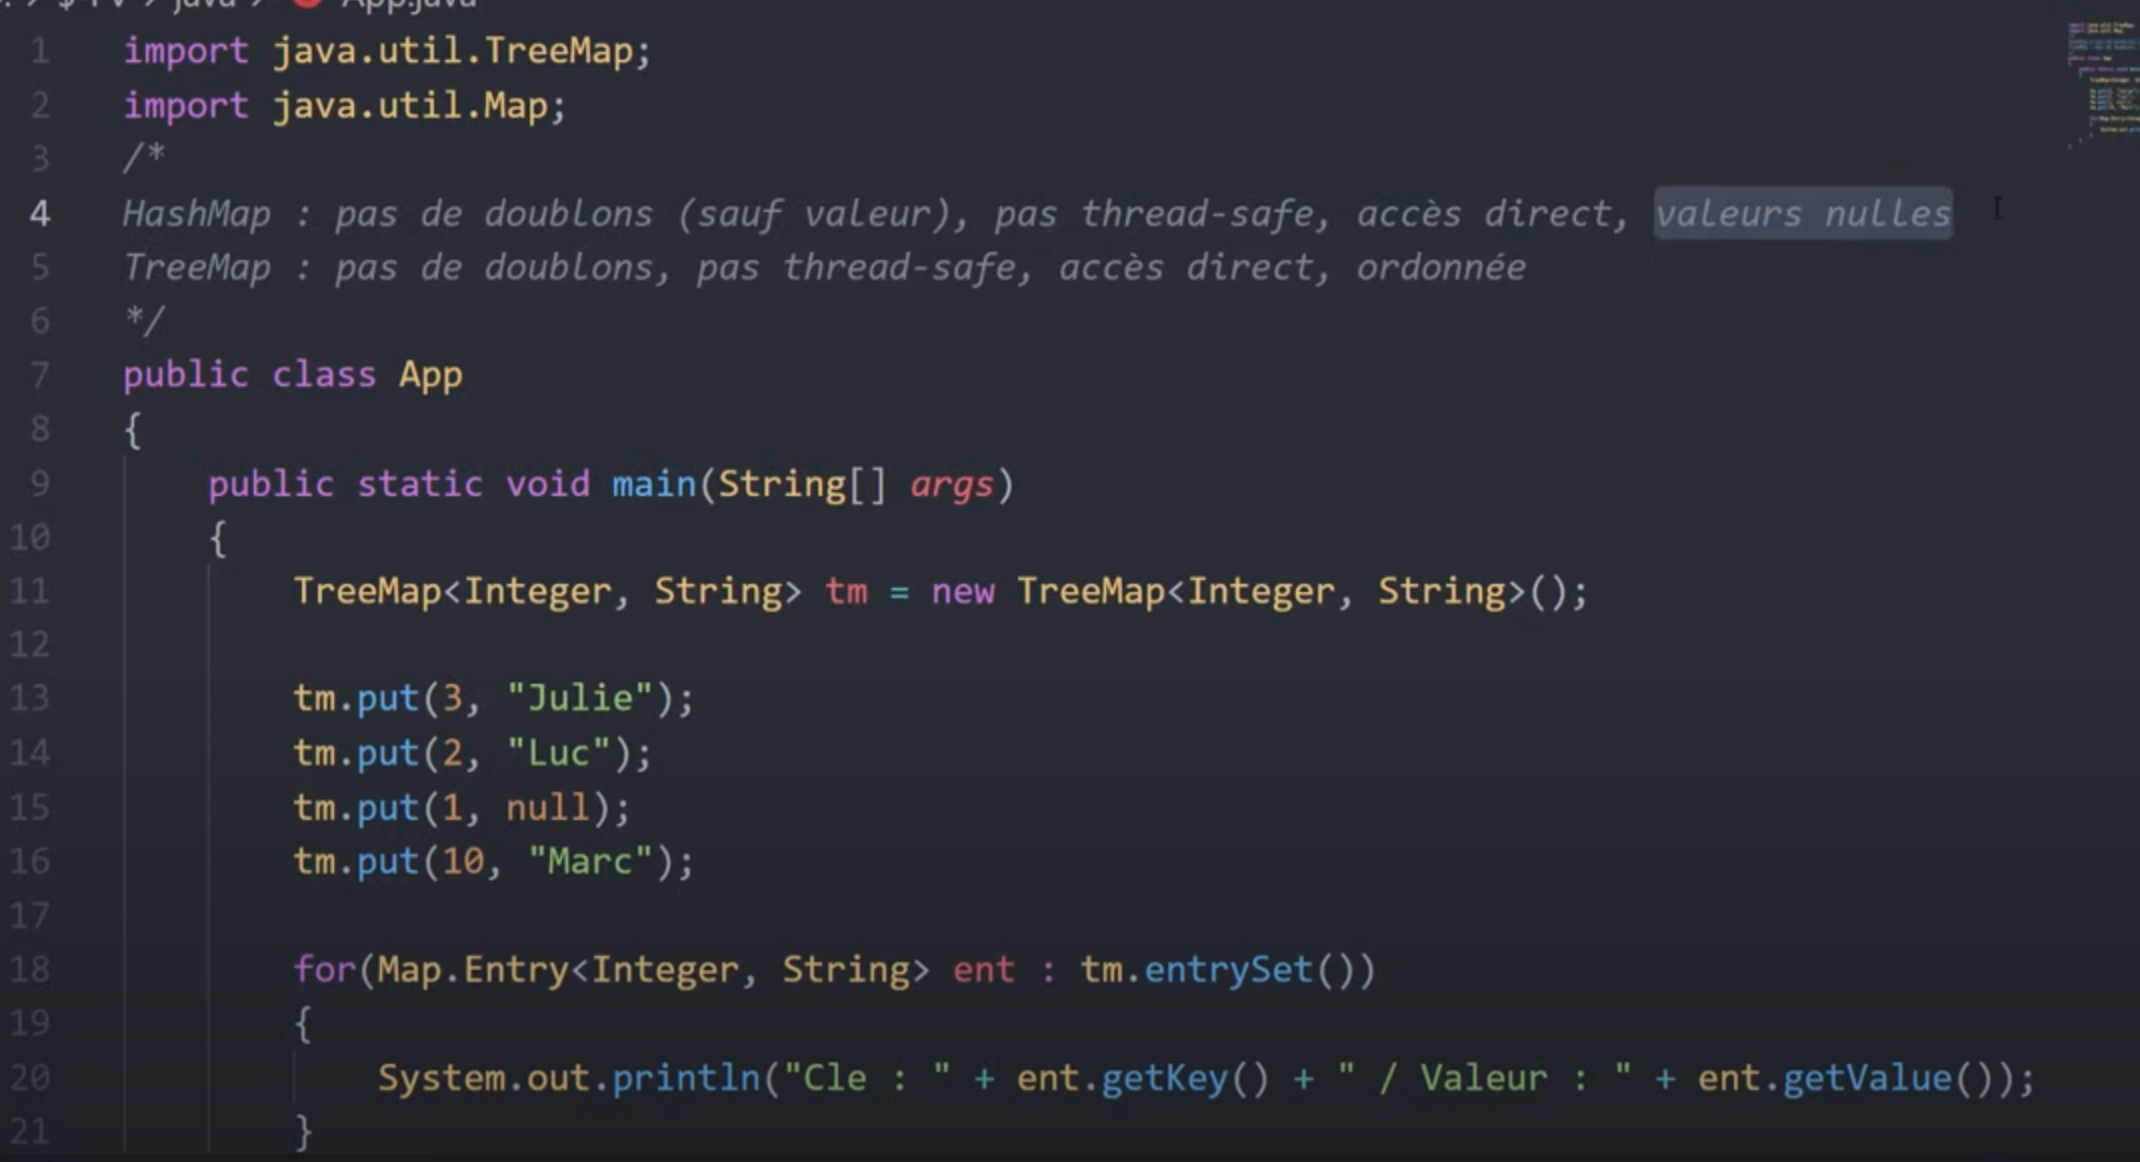 java > App.java
1 import java.util.TreeMap;
2 import java.util.Map;
3 /*
4 HashMap : pas de doublons (sauf valeur), pas thread-safe, accès direct, valeurs nulles
5 TreeMap : pas de doublons, pas thread-safe, accès direct, ordonnée
6 */
7 public class App
8 {
9 public static void main(String[] args)
10 {
11 TreeMap<Integer, String> tm = new TreeMap<Integer, String>();
12
13 tm.put(3, "Julie");
14 tm.put(2, "Luc");
15 tm.put(1, null);
16 tm.put(10, "Marc");
17
18 for(Map.Entry<Integer, String> ent : tm.entrySet())
19 {
20 System.out.println("Cle : " + ent.getKey() + " / Valeur : " + ent.getValue());
21 }